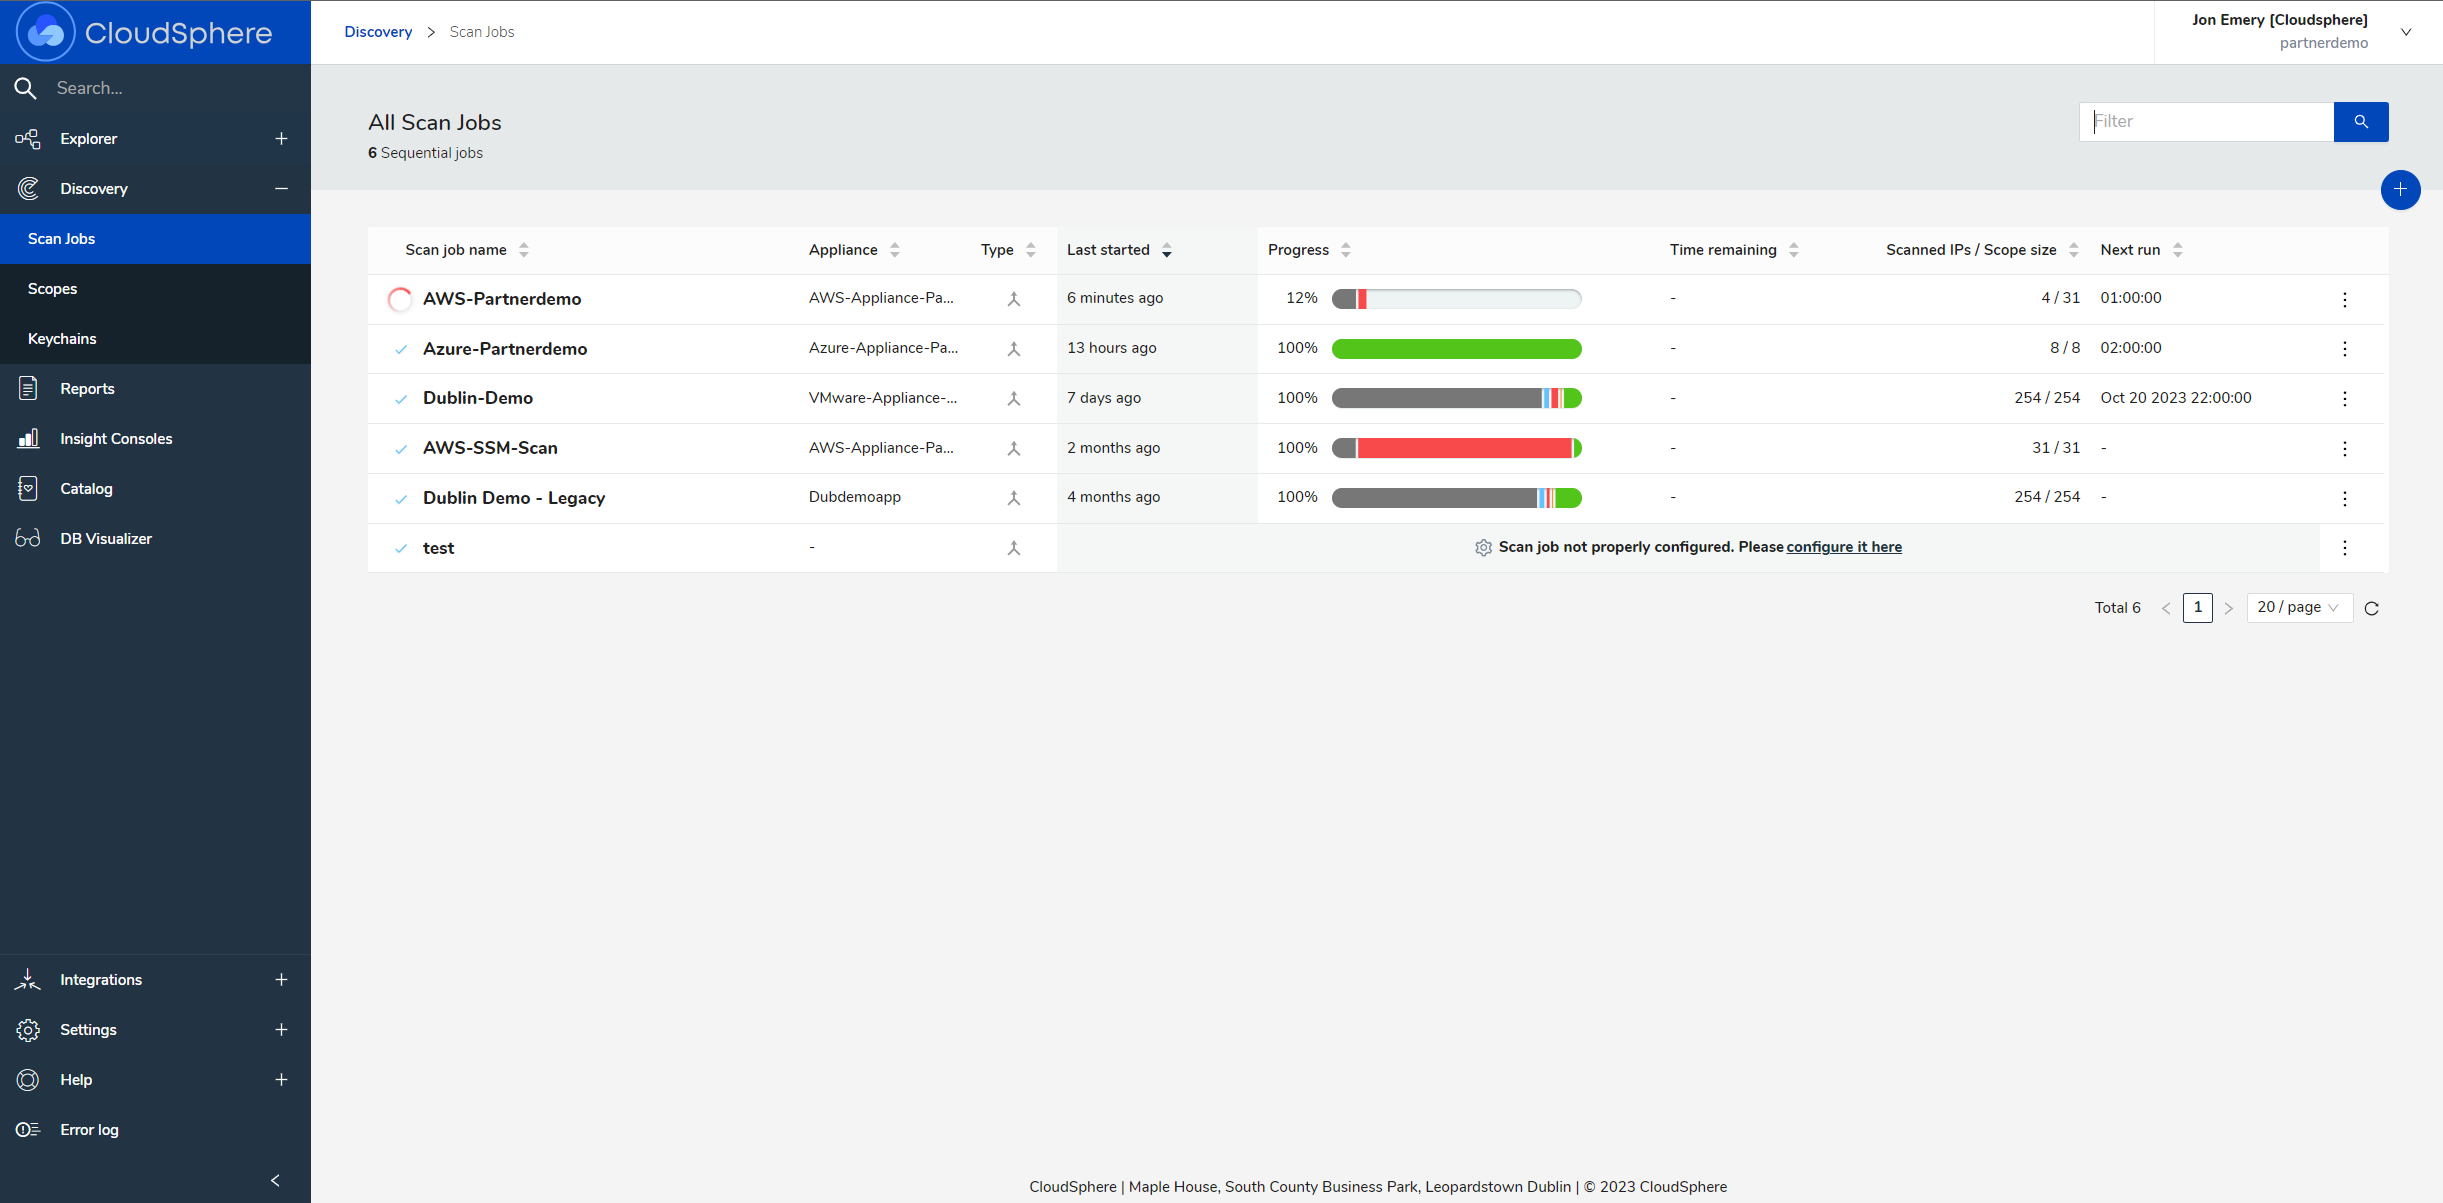 CloudSphere
Discovery > Scan Jobs
Jon Emery [Cloudsphere]
partnerdemo
Search...
Explorer
Discovery
Scan Jobs
Scopes
Keychains
Reports
Insight Consoles
Catalog
DB Visualizer
Integrations
Settings
Help
Error log
All Scan Jobs
6 Sequential jobs
Filter
Scan job name Appliance Type Last started Progress Time remaining Scanned IPs / Scope size Next run
AWS-Partnerdemo AWS-Appliance-Pa... 6 minutes ago 12% - 4 / 31 01:00:00
Azure-Partnerdemo Azure-Appliance-Pa... 13 hours ago 100% - 8 / 8 02:00:00
Dublin-Demo VMware-Appliance-... 7 days ago 100% - 254 / 254 Oct 20 2023 22:00:00
AWS-SSM-Scan AWS-Appliance-Pa... 2 months ago 100% - 31 / 31 -
Dublin Demo - Legacy Dubdemoapp 4 months ago 100% - 254 / 254 -
test - Scan job not properly configured. Please configure it here
Total 6 < 1 > 20 / page
CloudSphere | Maple House, South County Business Park, Leopardstown Dublin | © 2023 CloudSphere